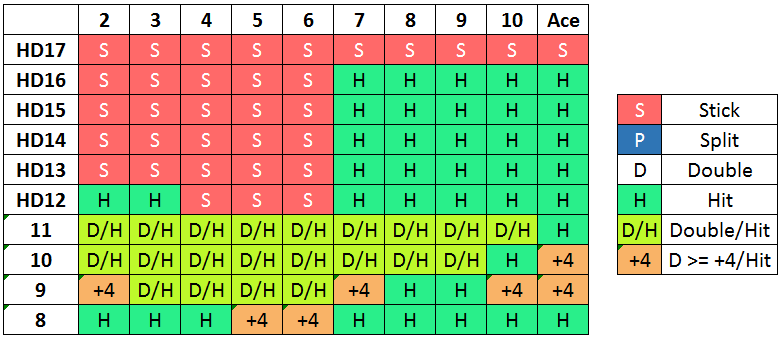 2 3 4 5 6 7 8 9 10 Ace
HD17 S S S S S S S S S S
HD16 S S S S S H H H H H
HD15 S S S S S H H H H H
HD14 S S S S S H H H H H
HD13 S S S S S H H H H H
HD12 H H S S S H H H H H
11 D/H D/H D/H D/H D/H D/H D/H D/H D/H H
10 D/H D/H D/H D/H D/H D/H D/H D/H H +4
9 +4 D/H D/H D/H D/H +4 H H +4 +4
8 H H H +4 +4 H H H H H
S Stick
P Split
D Double
H Hit
D/H Double/Hit
+4 D >= +4/Hit